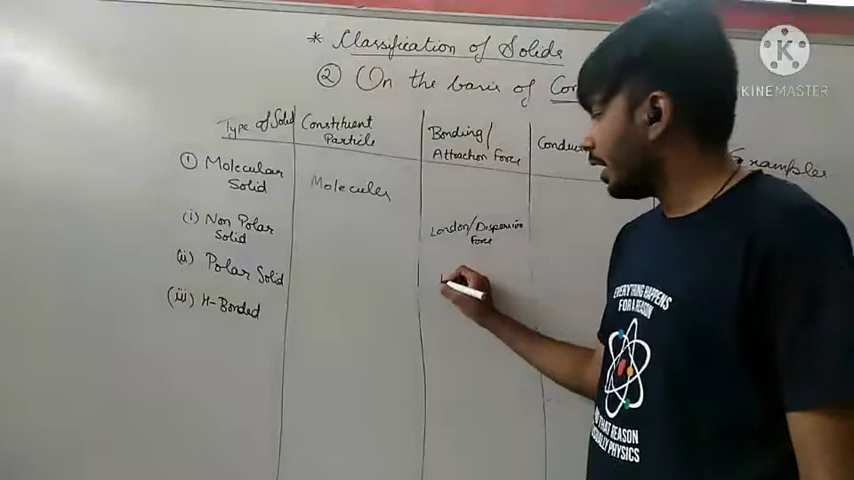 * Classification of Solids
② On the basis of
Type of Solid
Constituent
Particle
Bonding/
Attraction Force
Examples
① Molecular
Solid
Molecules
(i) Non Polar
Solid
London/Dispersion
Force
(ii) Polar Solid
(iii) H-Bonded
KINEMASTER
EVERYTHING HAPPENS
FOR A REASON
THAT REASON
USUALLY PHYSICS